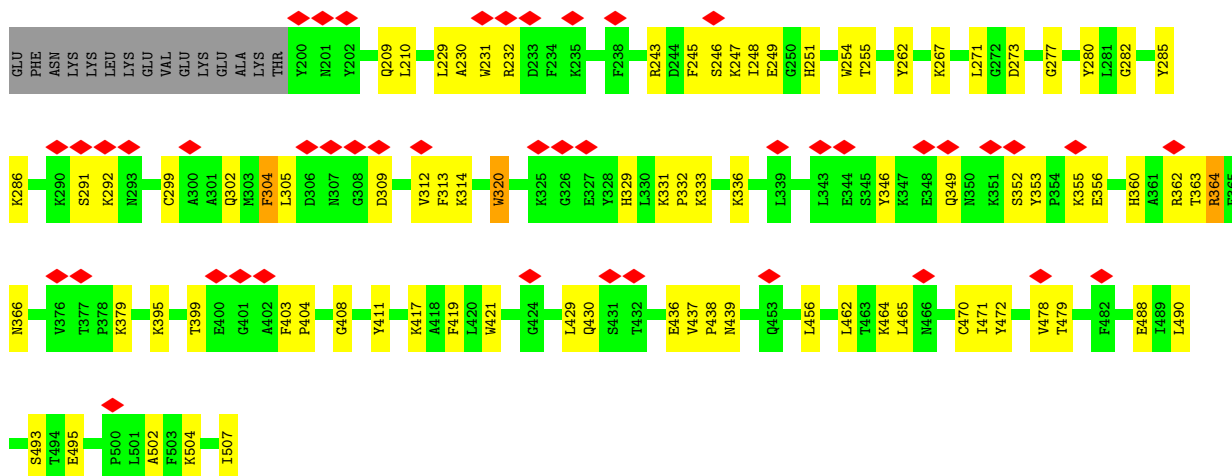 GLU PHE ASN LYS LYS LEU LYS GLU VAL GLU LYS GLU ALA LYS THR Y200 N201 Y202 Q209 L210 L229 A230 W231 R232 D233 F234 K235 F238 R243 D244 F245 S246 K247 I248 E249 G250 H251 W254 T255 Y262 K267 L271 G272 D273 G277 Y280 L281 G282 Y285
K286 K290 S291 K292 N293 C299 A300 A301 Q302 M303 F304 L305 D306 N307 G308 D309 V312 F313 K314 W320 K325 G326 E327 Y328 H329 L330 K331 P332 K333 K336 L339 L343 E344 S345 Y346 K347 E348 Q349 N350 K351 S352 Y353 P354 K355 E356 H360 A361 R362 T363 R364 E365
N366 V376 T377 P378 K379 K395 T399 E400 G401 A402 F403 P404 G408 Y411 K417 A418 F419 L420 W421 G424 L429 Q430 S431 T432 E436 V437 P438 N439 Q453 L456 L462 T463 K464 L465 N466 C470 I471 Y472 V478 T479 F482 E488 I489 L490
S493 T494 E495 P500 L501 A502 F503 K504 I507